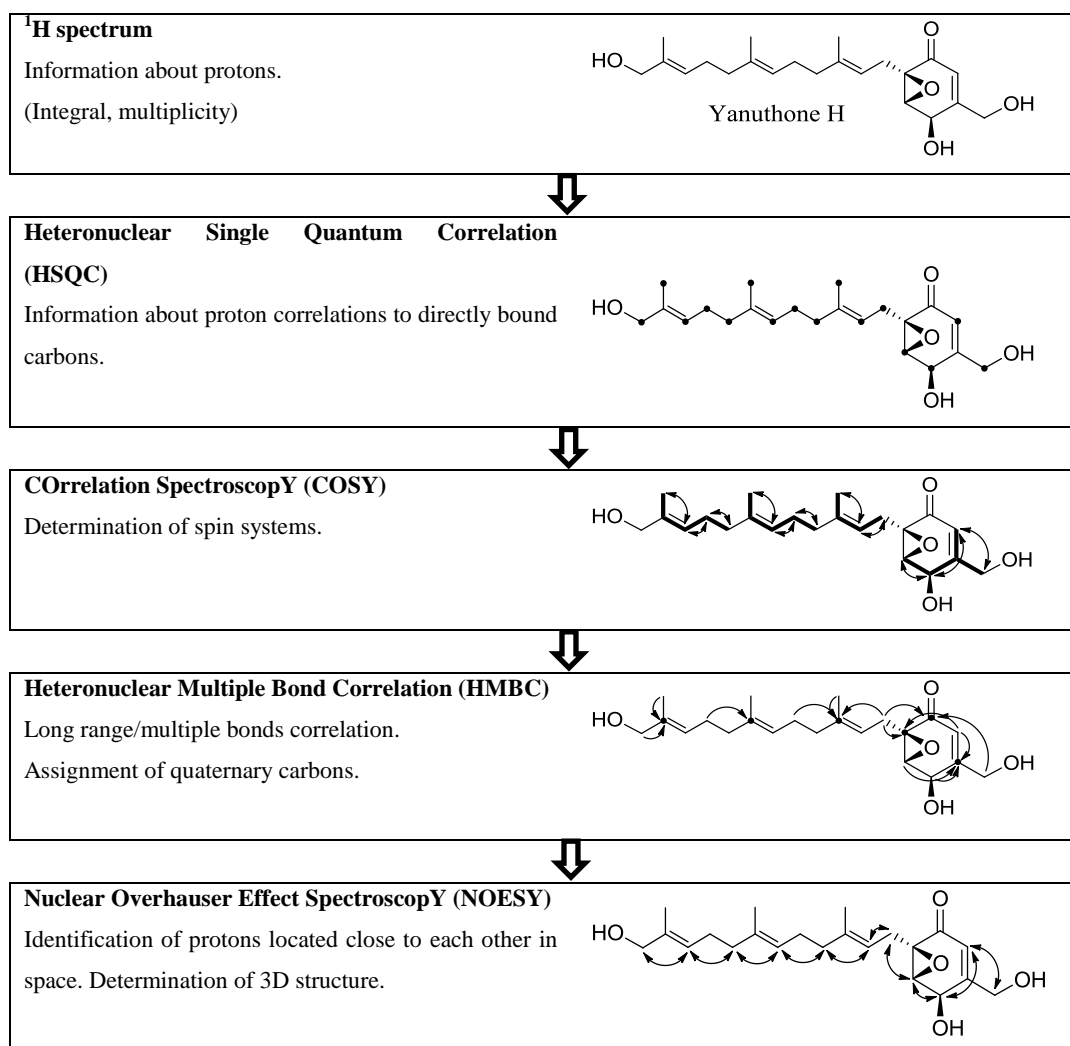 ¹H spectrum
Information about protons.
(Integral, multiplicity)
HO
O
O
OH
OH
Yanuthone H
Heteronuclear Single Quantum Correlation
(HSQC)
Information about proton correlations to directly bound
carbons.
HO
O
O
OH
OH
COrrelation SpectroscopY (COSY)
Determination of spin systems.
HO
O
O
OH
OH
Heteronuclear Multiple Bond Correlation (HMBC)
Long range/multiple bonds correlation.
Assignment of quaternary carbons.
HO
O
O
OH
OH
Nuclear Overhauser Effect SpectroscopY (NOESY)
Identification of protons located close to each other in
space. Determination of 3D structure.
HO
O
O
OH
OH